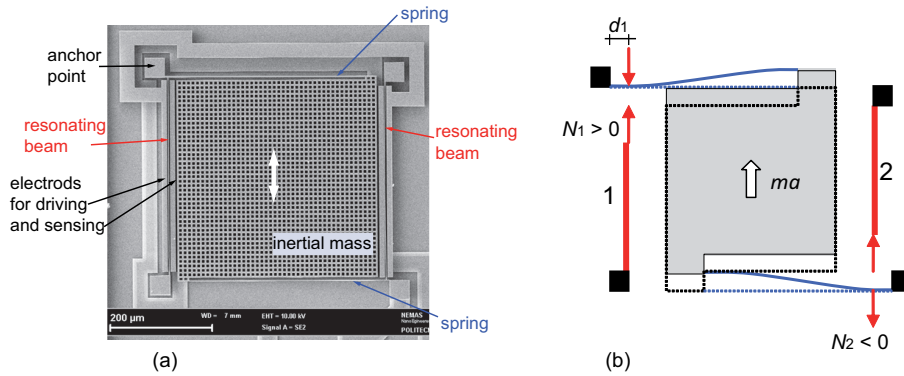 spring
anchor
point
resonating
beam
resonating
beam
electrods
for driving
and sensing
inertial mass
200 µm
WD = 7 mm
EHT = 10.00 kV
Signal A = SE2
NEMAS
POLITEC
spring
(a)
d1
N1 > 0
1
ma
2
N2 < 0
(b)